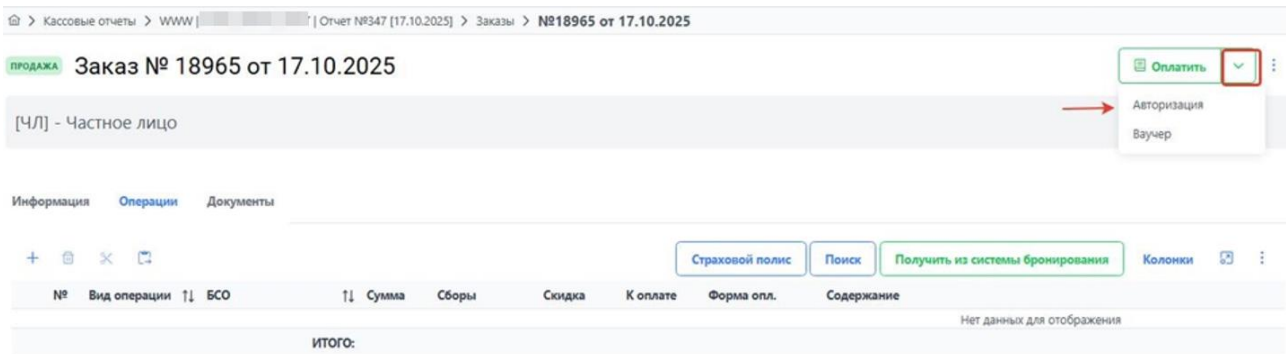 Кассовые отчеты > WWW | | Отчет №347 [17.10.2025] > Заказы > №18965 от 17.10.2025
ПРОДАЖА Заказ № 18965 от 17.10.2025
Оплатить
Авторизация
[ЧЛ] - Частное лицо
Ваучер
Информация Операции Документы
Страховой полис Поиск Получить из системы бронирования Колонки
№ Вид операции БСО Сумма Сборы Скидка К оплате Форма опл. Содержание
Нет данных для отображения
ИТОГО: